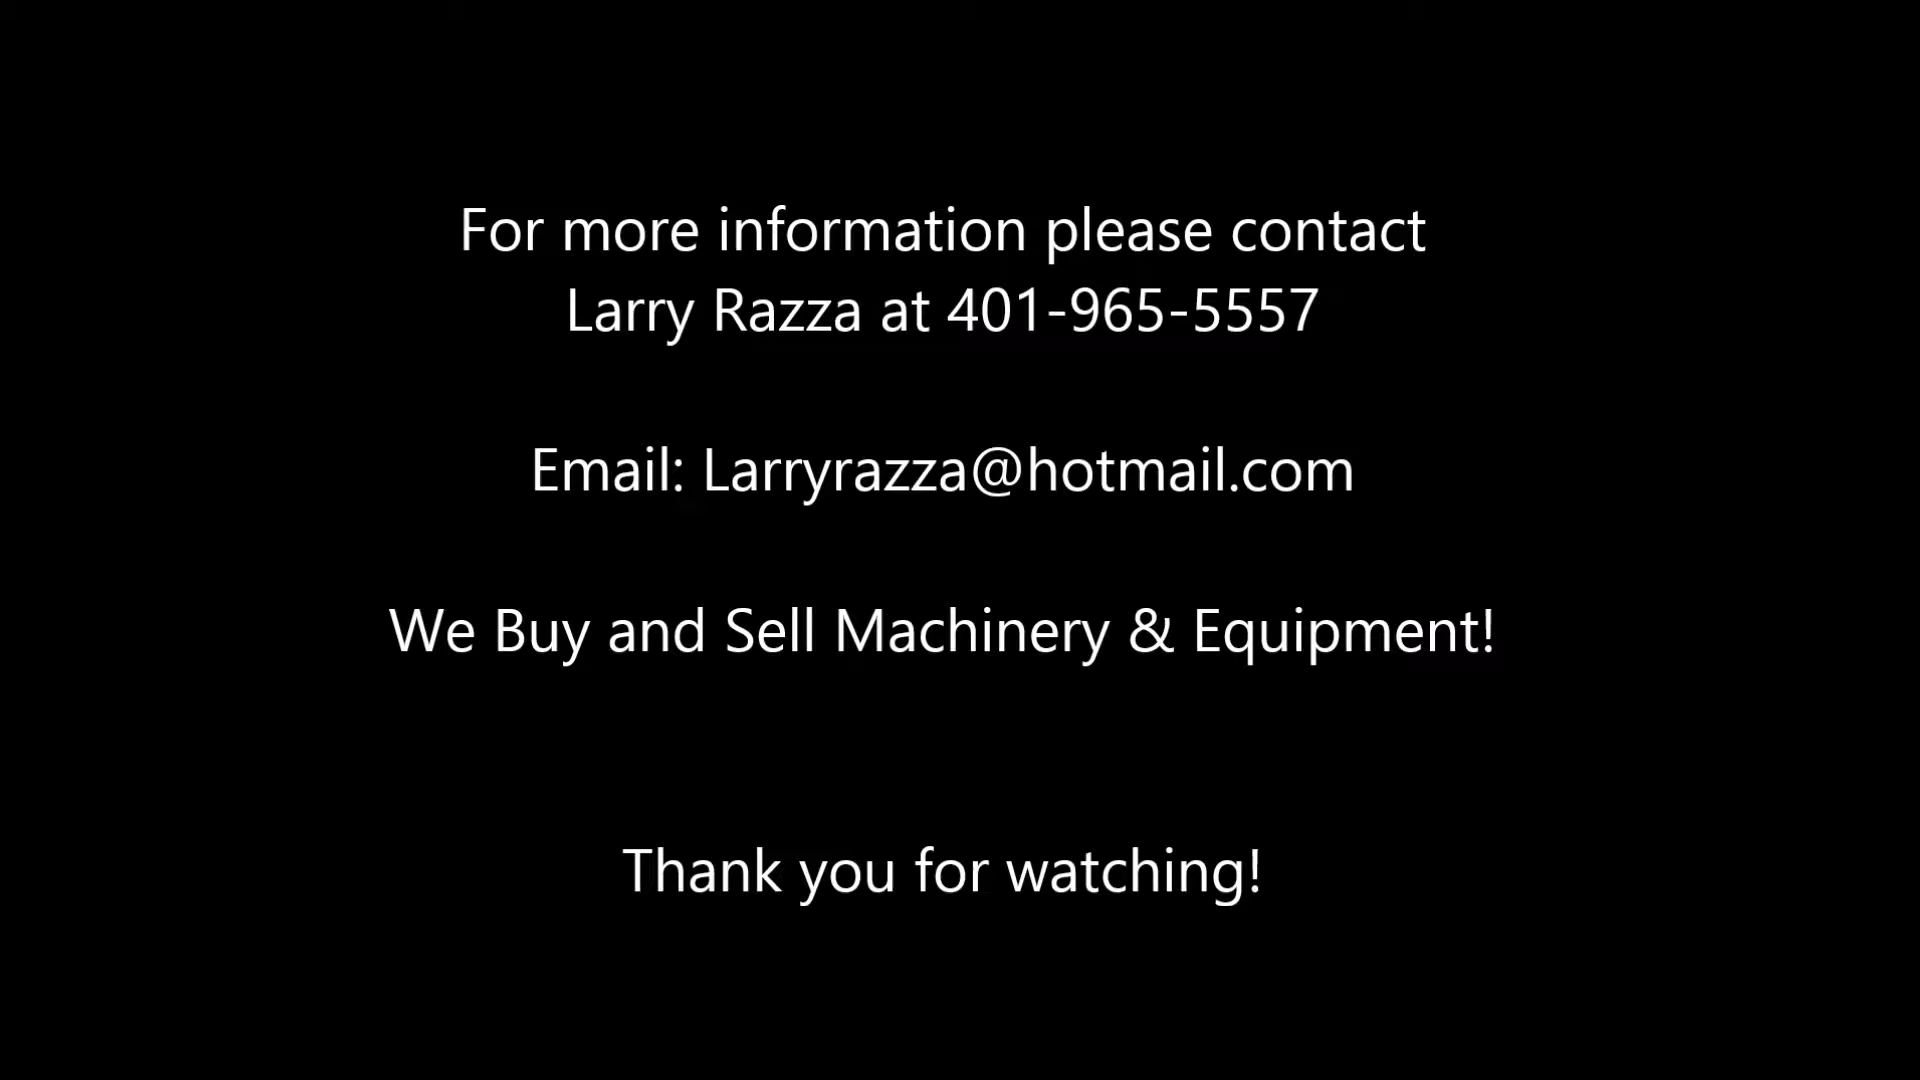 For more information please contact
Larry Razza at 401-965-5557
Email: Larryrazza@hotmail.com
We Buy and Sell Machinery & Equipment!
Thank you for watching!